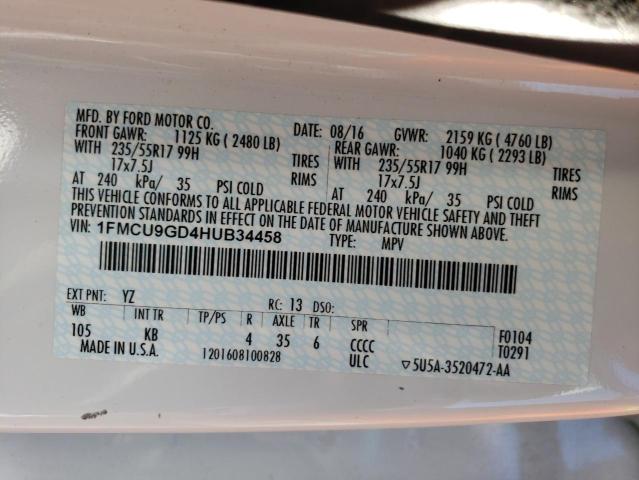 MFD. BY FORD MOTOR CO.
DATE: 08/16 GVWR: 2159 KG ( 4760 LB)
FRONT GAWR: 1125 KG ( 2480 LB) REAR GAWR: 1040 KG ( 2293 LB)
WITH 235/55R17 99H TIRES WITH 235/55R17 99H TIRES
17x7.5J RIMS 17x7.5J RIMS
AT 240 kPa/ 35 PSI COLD AT 240 kPa/ 35 PSI COLD
THIS VEHICLE CONFORMS TO ALL APPLICABLE FEDERAL MOTOR VEHICLE SAFETY AND THEFT
PREVENTION STANDARDS IN EFFECT ON THE DATE OF MANUFACTURE SHOWN ABOVE.
VIN: 1FMCU9GD4HUB34458 TYPE: MPV
EXT PNT: YZ RC: 13 DSO:
WB INT TR TP/PS R AXLE TR SPR F0104
105 KB 4 35 6 CCCC T0291
MADE IN U.S.A. 1201608100828 ULC ▽5U5A-3520472-AA